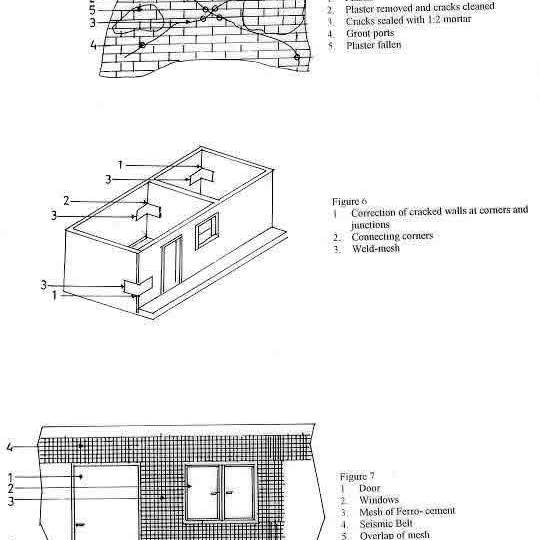 5
3
4
2. Plaster removed and cracks cleaned
3. Cracks sealed with 1:2 mortar
4. Grout ports
5. Plaster fallen
1
3
2
3
3
1
Figure 6
1 Correction of cracked walls at corners and
junctions
2. Connecting corners
3. Weld-mesh
4
1
2
3
Figure 7
1 Door
2. Windows
3. Mesh of Ferro- cement
4. Seismic Belt
5. Overlap of mesh